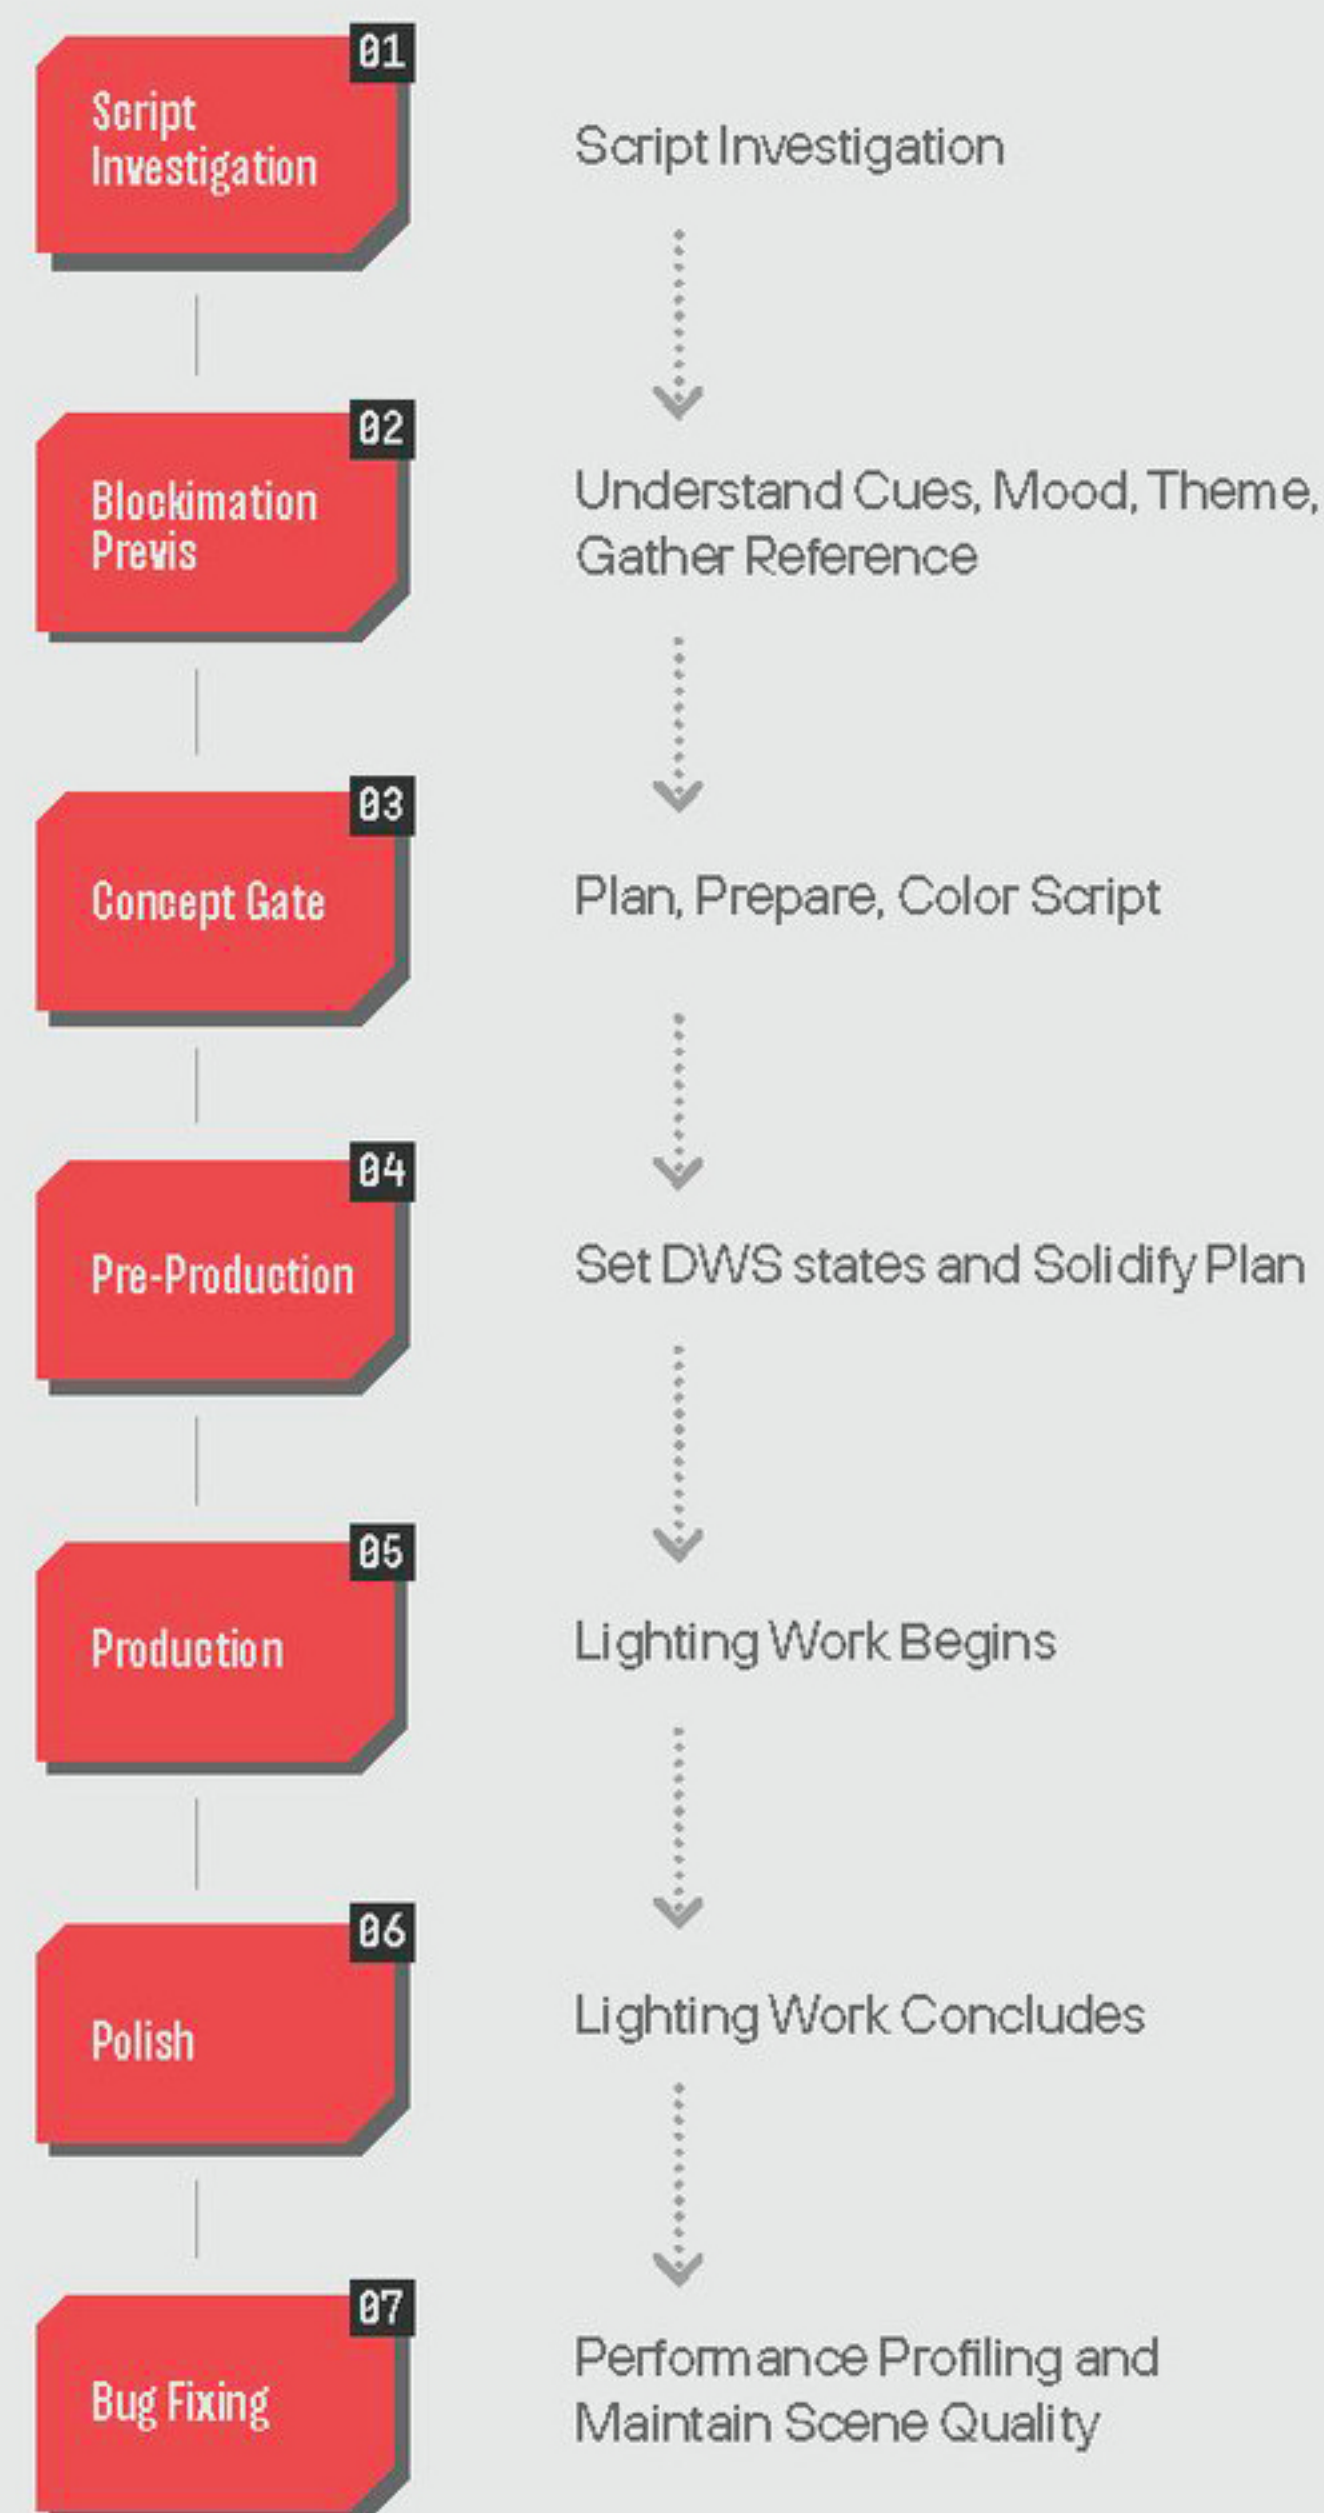 01
Script
Investigation
Script Investigation
02
Blockimation
Previs
Understand Cues, Mood, Theme,
Gather Reference
03
Concept Gate
Plan, Prepare, Color Script
04
Pre-Production
Set DWS states and Solidify Plan
05
Production
Lighting Work Begins
06
Polish
Lighting Work Concludes
07
Bug Fixing
Performance Profiling and
Maintain Scene Quality